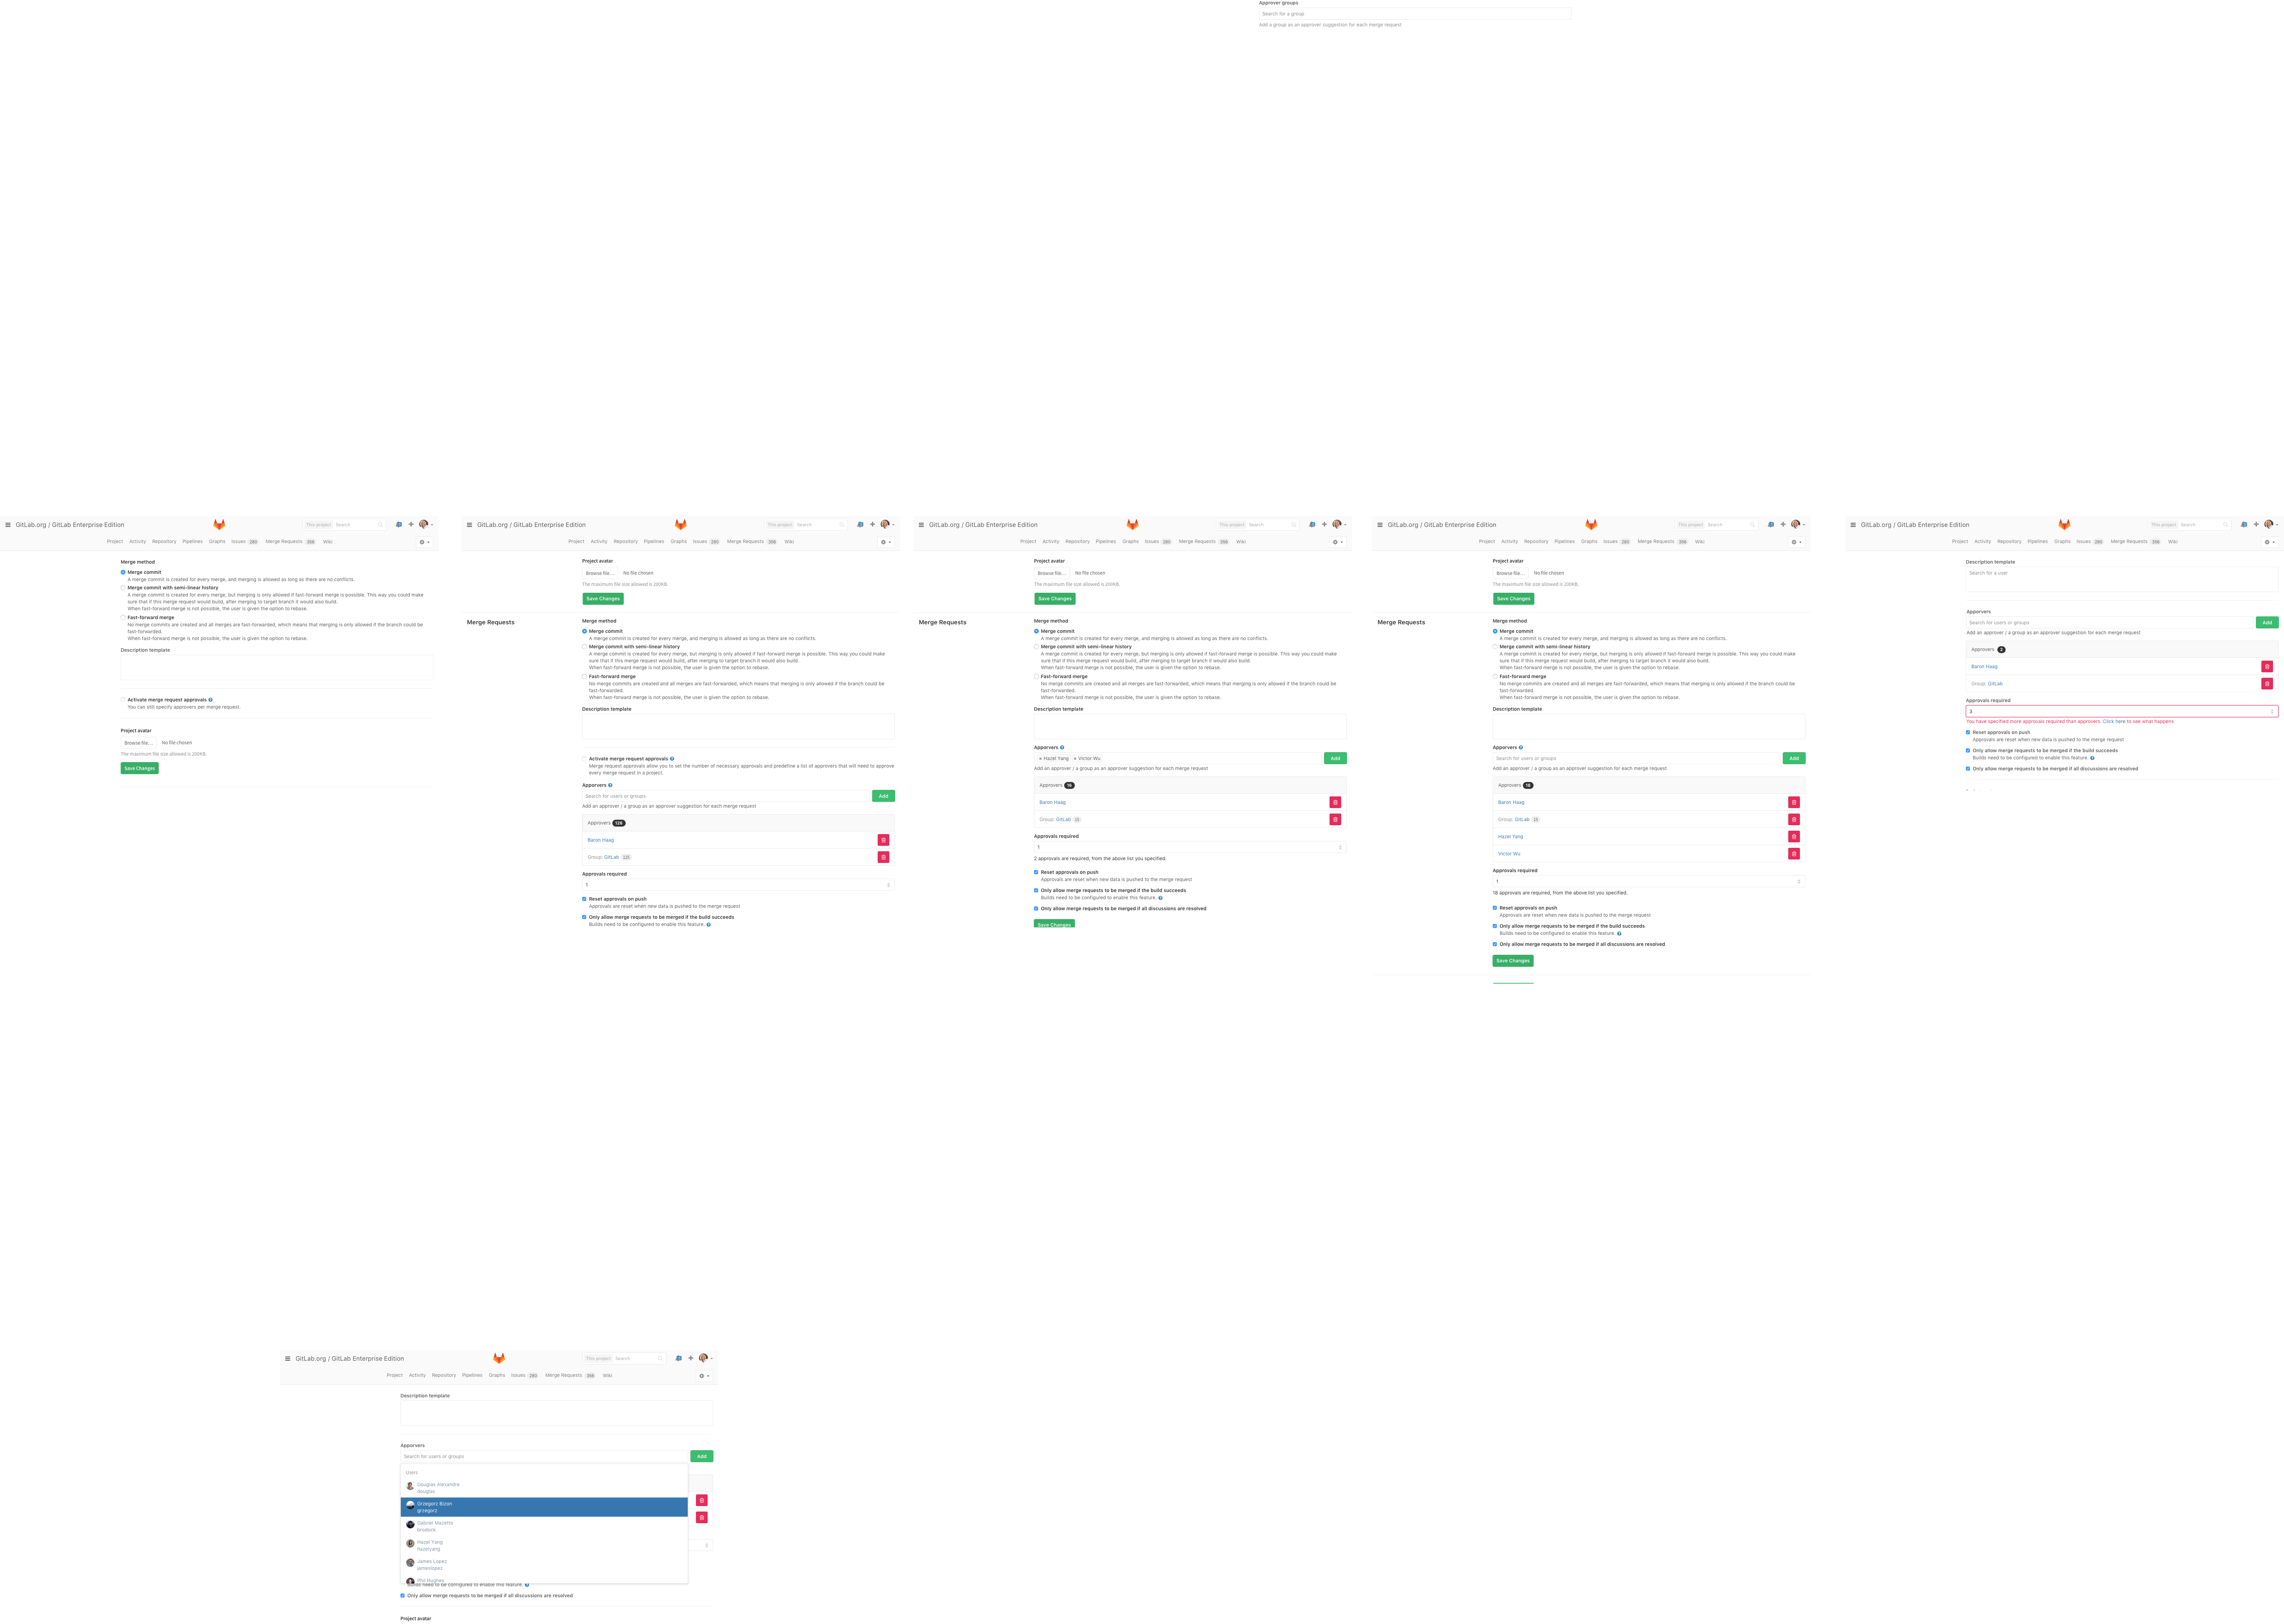 Approver groups
Search for a group
Add a group as an approver suggestion for each merge request
GitLab.org / GitLab Enterprise Edition
This project Search
Project Activity Repository Pipelines Graphs Issues 280 Merge Requests 356 Wiki
Merge method
Merge commit
A merge commit is created for every merge, and merging is allowed as long as there are no conflicts.
Merge commit with semi-linear history
A merge commit is created for every merge, but merging is only allowed if fast-forward merge is possible. This way you could make
sure that if this merge request would build, after merging to target branch it would also build.
When fast-forward merge is not possible, the user is given the option to rebase.
Fast-forward merge
No merge commits are created and all merges are fast-forwarded, which means that merging is only allowed if the branch could be
fast-forwarded.
When fast-forward merge is not possible, the user is given the option to rebase.
Description template
Activate merge request approvals
You can still specify approvers per merge request.
Project avatar
Browse file... No file chosen
The maximum file size allowed is 200KB.
Save Changes
GitLab.org / GitLab Enterprise Edition
This project Search
Project Activity Repository Pipelines Graphs Issues 280 Merge Requests 356 Wiki
Project avatar
Browse file... No file chosen
The maximum file size allowed is 200KB.
Save Changes
Merge Requests
Merge method
Merge commit
A merge commit is created for every merge, and merging is allowed as long as there are no conflicts.
Merge commit with semi-linear history
A merge commit is created for every merge, but merging is only allowed if fast-forward merge is possible. This way you could make
sure that if this merge request would build, after merging to target branch it would also build.
When fast-forward merge is not possible, the user is given the option to rebase.
Fast-forward merge
No merge commits are created and all merges are fast-forwarded, which means that merging is only allowed if the branch could be
fast-forwarded.
When fast-forward merge is not possible, the user is given the option to rebase.
Description template
Activate merge request approvals
Merge request approvals allow you to set the number of necessary approvals and predefine a list of approvers that will need to approve
every merge request in a project.
Apporvers
Search for users or groups Add
Add an approver / a group as an approver suggestion for each merge request
Approvers 126
Baron Haag
Group: GitLab 125
Approvals required
1
Reset approvals on push
Approvals are reset when new data is pushed to the merge request
Only allow merge requests to be merged if the build succeeds
Builds need to be configured to enable this feature.
GitLab.org / GitLab Enterprise Edition
This project Search
Project Activity Repository Pipelines Graphs Issues 280 Merge Requests 356 Wiki
Project avatar
Browse file... No file chosen
The maximum file size allowed is 200KB.
Save Changes
Merge Requests
Merge method
Merge commit
A merge commit is created for every merge, and merging is allowed as long as there are no conflicts.
Merge commit with semi-linear history
A merge commit is created for every merge, but merging is only allowed if fast-forward merge is possible. This way you could make
sure that if this merge request would build, after merging to target branch it would also build.
When fast-forward merge is not possible, the user is given the option to rebase.
Fast-forward merge
No merge commits are created and all merges are fast-forwarded, which means that merging is only allowed if the branch could be
fast-forwarded.
When fast-forward merge is not possible, the user is given the option to rebase.
Description template
Apporvers
× Hazel Yang × Victor Wu Add
Add an approver / a group as an approver suggestion for each merge request
Approvers 16
Baron Haag
Group: GitLab 15
Approvals required
1
2 approvals are required, from the above list you specified.
Reset approvals on push
Approvals are reset when new data is pushed to the merge request
Only allow merge requests to be merged if the build succeeds
Builds need to be configured to enable this feature.
Only allow merge requests to be merged if all discussions are resolved
Save Changes
GitLab.org / GitLab Enterprise Edition
This project Search
Project Activity Repository Pipelines Graphs Issues 280 Merge Requests 356 Wiki
Project avatar
Browse file... No file chosen
The maximum file size allowed is 200KB.
Save Changes
Merge Requests
Merge method
Merge commit
A merge commit is created for every merge, and merging is allowed as long as there are no conflicts.
Merge commit with semi-linear history
A merge commit is created for every merge, but merging is only allowed if fast-forward merge is possible. This way you could make
sure that if this merge request would build, after merging to target branch it would also build.
When fast-forward merge is not possible, the user is given the option to rebase.
Fast-forward merge
No merge commits are created and all merges are fast-forwarded, which means that merging is only allowed if the branch could be
fast-forwarded.
When fast-forward merge is not possible, the user is given the option to rebase.
Description template
Apporvers
Search for users or groups Add
Add an approver / a group as an approver suggestion for each merge request
Approvers 18
Baron Haag
Group: GitLab 15
Hazel Yang
Victor Wu
Approvals required
1
18 approvals are required, from the above list you specified.
Reset approvals on push
Approvals are reset when new data is pushed to the merge request
Only allow merge requests to be merged if the build succeeds
Builds need to be configured to enable this feature.
Only allow merge requests to be merged if all discussions are resolved
Save Changes
GitLab.org / GitLab Enterprise Edition
This project Search
Project Activity Repository Pipelines Graphs Issues 280 Merge Requests 356 Wiki
Description template
Search for a user
Apporvers
Search for users or groups Add
Add an approver / a group as an approver suggestion for each merge request
Approvers 2
Baron Haag
Group: GitLab
Approvals required
3
You have specified more approvals required than approvers. Click here to see what happens
Reset approvals on push
Approvals are reset when new data is pushed to the merge request
Only allow merge requests to be merged if the build succeeds
Builds need to be configured to enable this feature.
Only allow merge requests to be merged if all discussions are resolved
GitLab.org / GitLab Enterprise Edition
This project Search
Project Activity Repository Pipelines Graphs Issues 280 Merge Requests 356 Wiki
Description template
Apporvers
Search for users or groups Add
Users
Douglas Alexandre
douglas
Grzegorz Bizon
grzegorz
Gabriel Mazetto
brodock
Hazel Yang
hazelyang
James Lopez
jameslopez
Phil Hughes
Builds need to be configured to enable this feature.
Only allow merge requests to be merged if all discussions are resolved
Project avatar